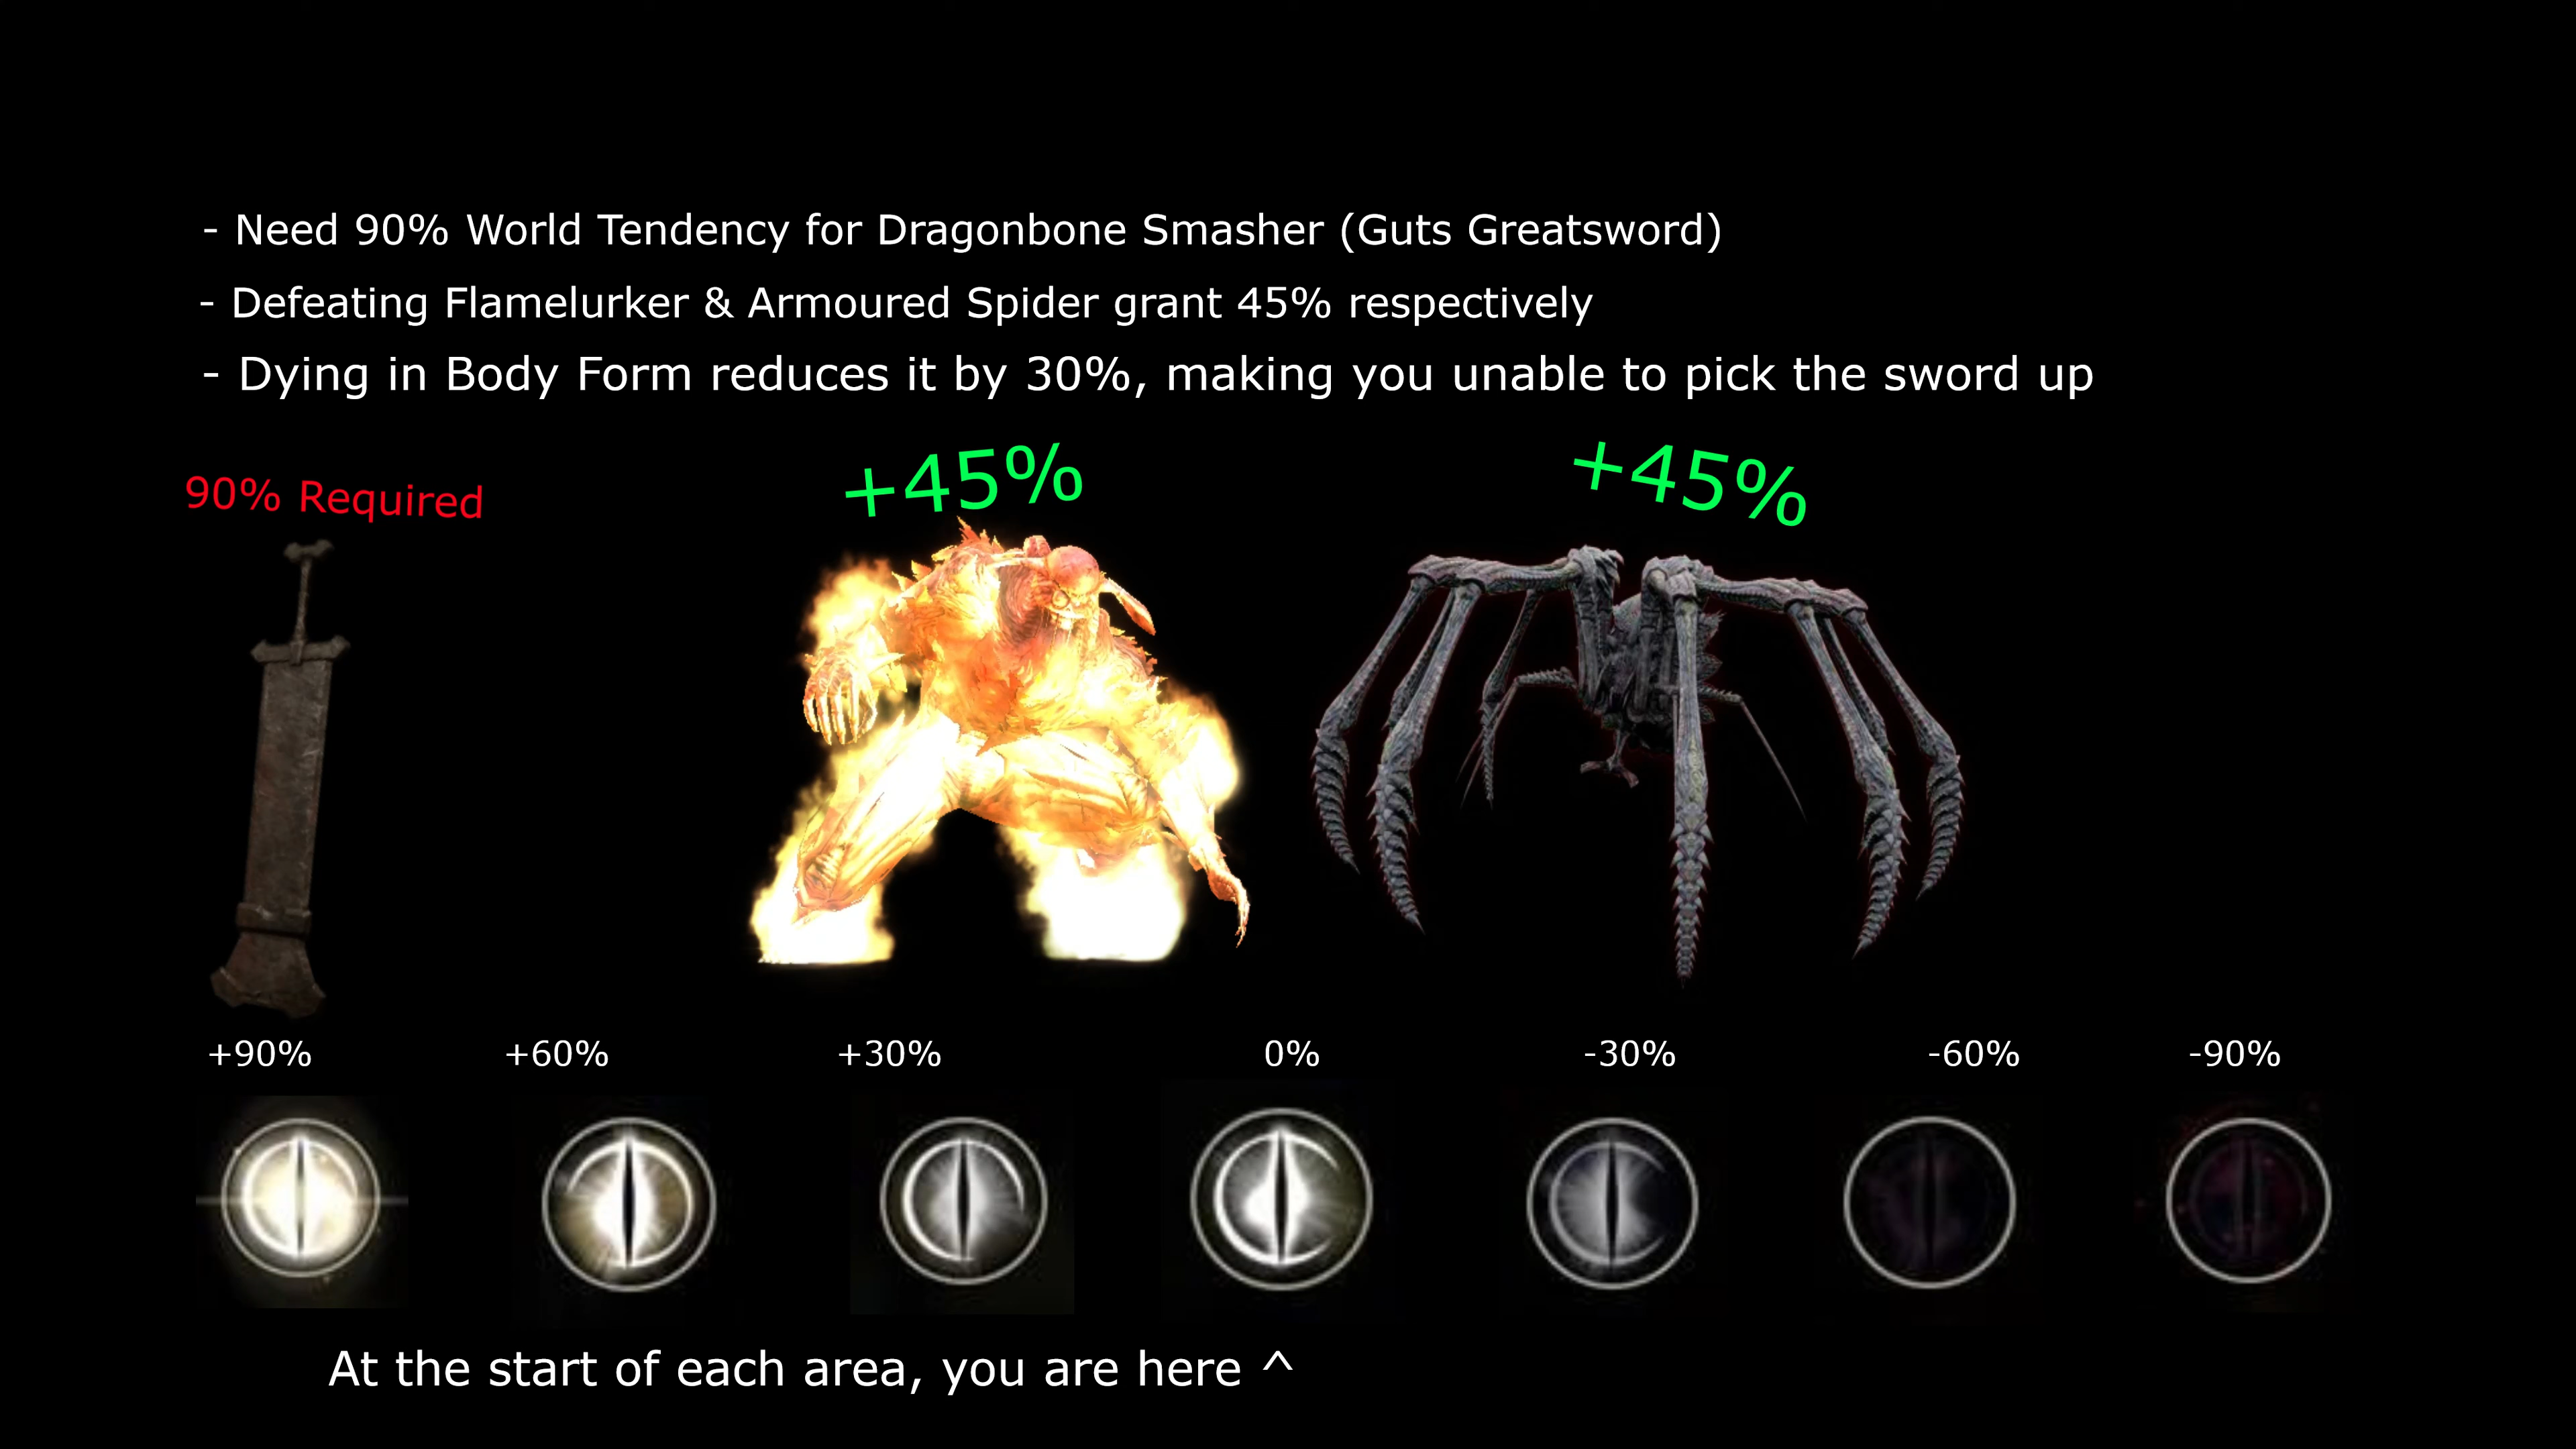 - Need 90% World Tendency for Dragonbone Smasher (Guts Greatsword)
- Defeating Flamelurker & Armoured Spider grant 45% respectively
- Dying in Body Form reduces it by 30%, making you unable to pick the sword up
90% Required
+45%
+45%
+90% +60% +30% 0% -30% -60% -90%
At the start of each area, you are here ^